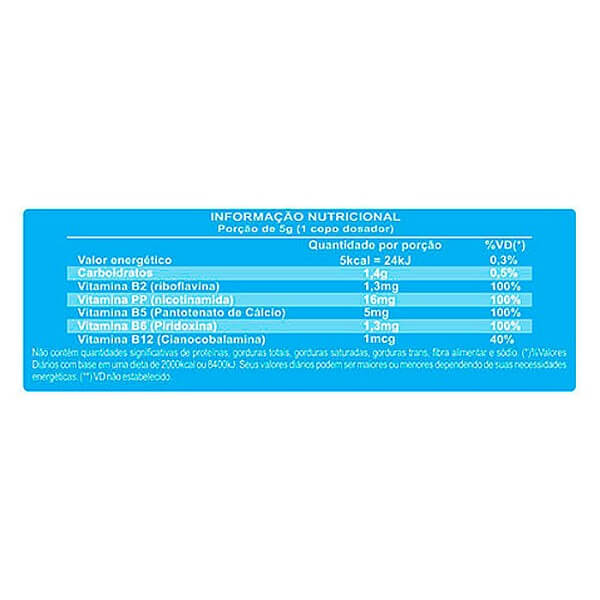 INFORMAÇÃO NUTRICIONAL
Porção de 5g (1 copo dosador)
Quantidado por porção %VD(*)
Valor energético 5kcal = 24kJ 0,3%
Carboidratos 1,4g 0,5%
Vitamina B2 (riboflavina) 1,3mg 100%
Vitamina PP (nicotinamida) 16mg 100%
Vitamina B5 (Pantotenato de Cálcio) 5mg 100%
Vitamina B6 (Piridoxina) 1,3mg 100%
Vitamina B12 (Cianocobalamina) 1mcg 40%
Não contêm quantidades significativas de proteínas, gorduras totais, gorduras saturadas, gorduras trans, fibra alimentar e sódio. (*)%Valores
Diários com base em uma dieta de 2000kcal ou 8400kJ. Seus valores diários podem ser maiores ou menores dependendo de suas necessidades
energéticas. (**) VD não estabelecido.